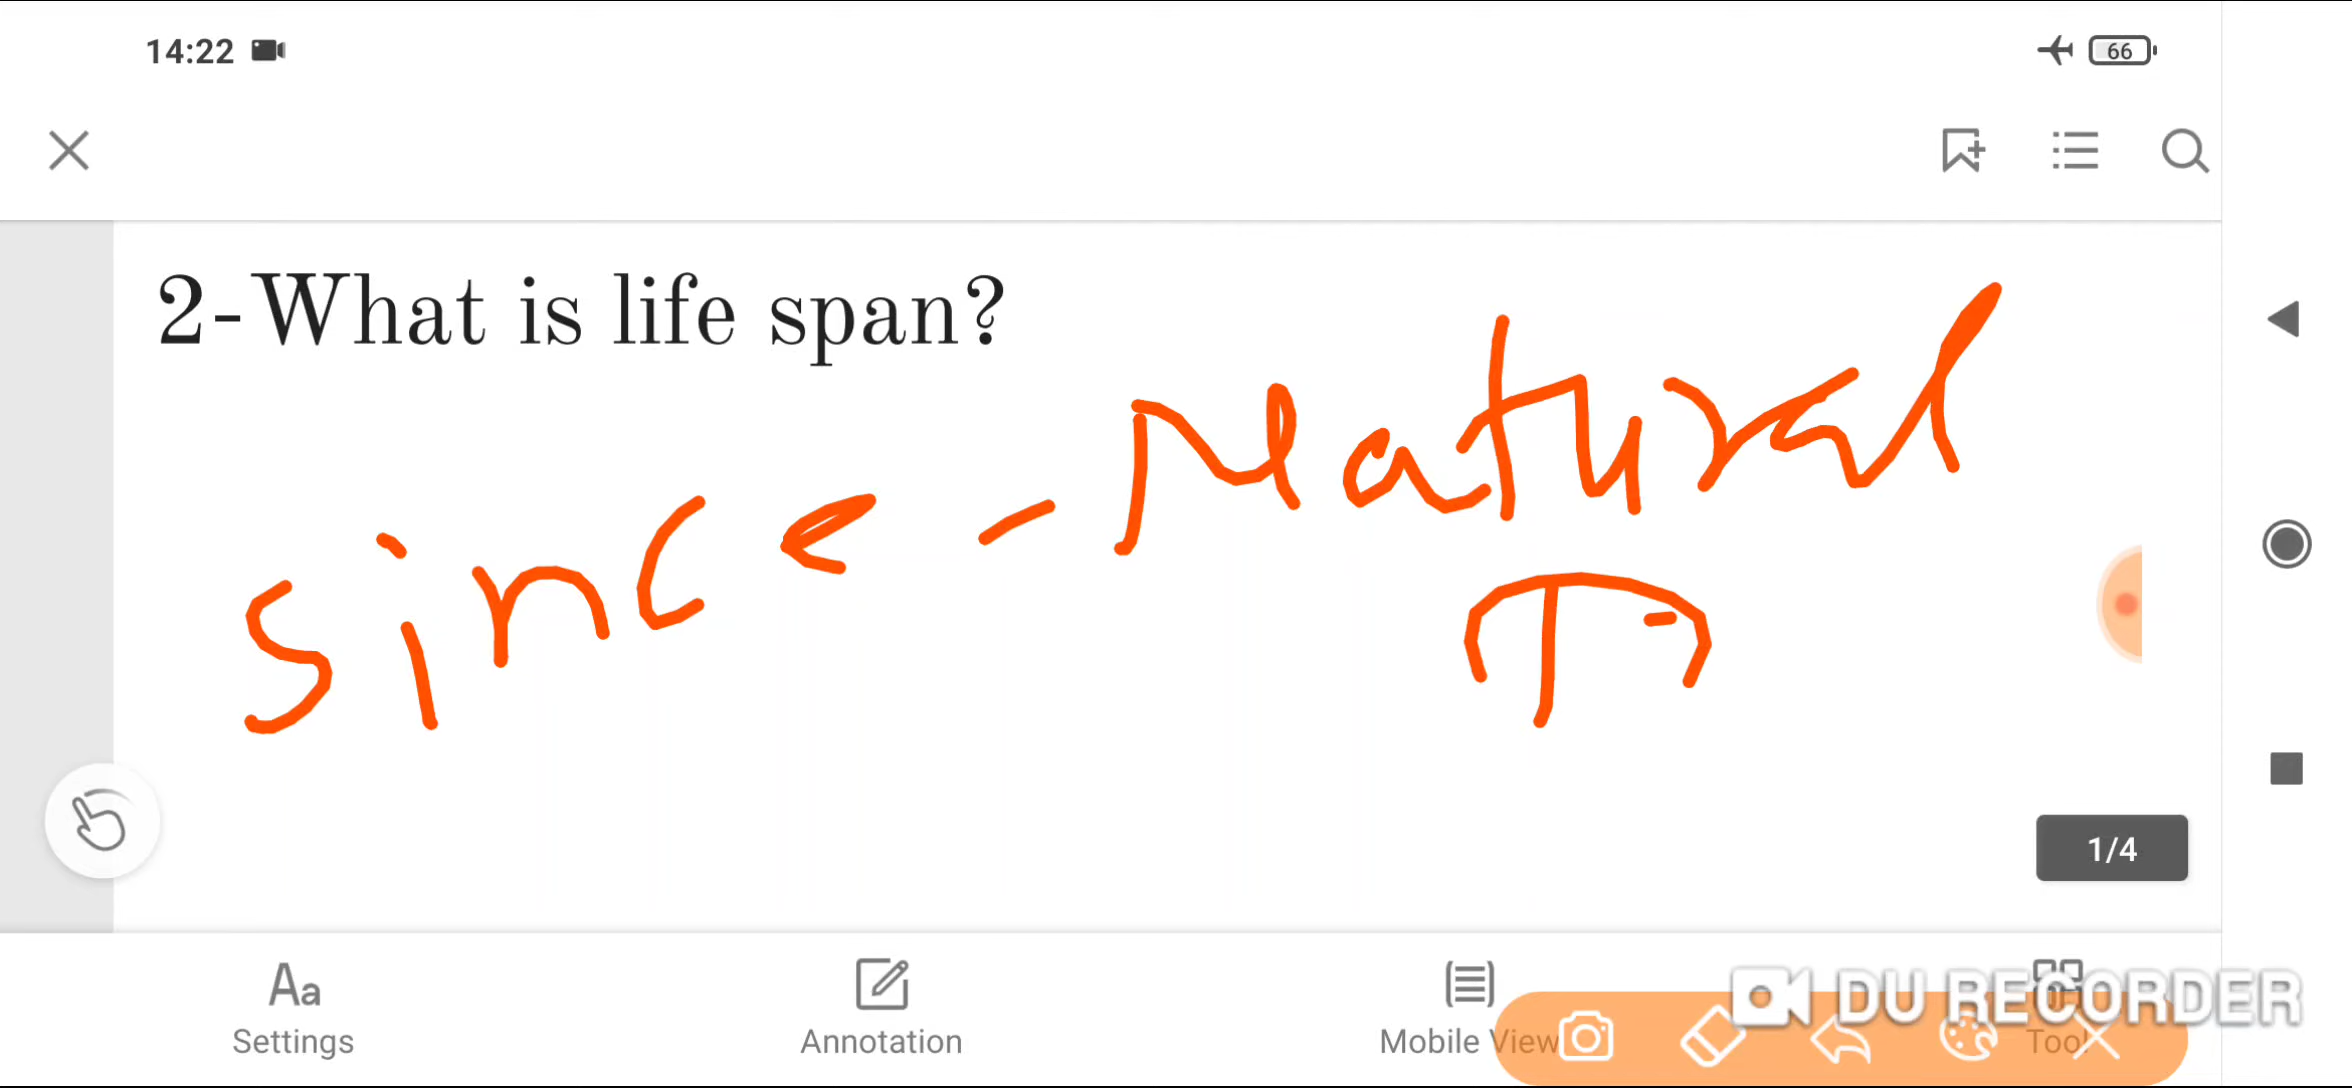 14:22
66
2-What is life span?
since - Natural
T
1/4
Aa
Settings
Annotation
Mobile View
Tool
DU RECORDER